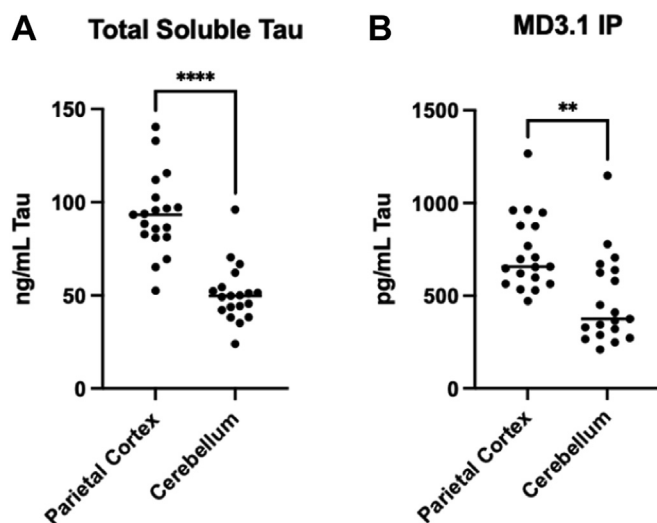 A Total Soluble Tau
****
ng/mL Tau
150
100
50
0
Parietal Cortex
Cerebellum
B MD3.1 IP
**
pg/mL Tau
1500
1000
500
0
Parietal Cortex
Cerebellum